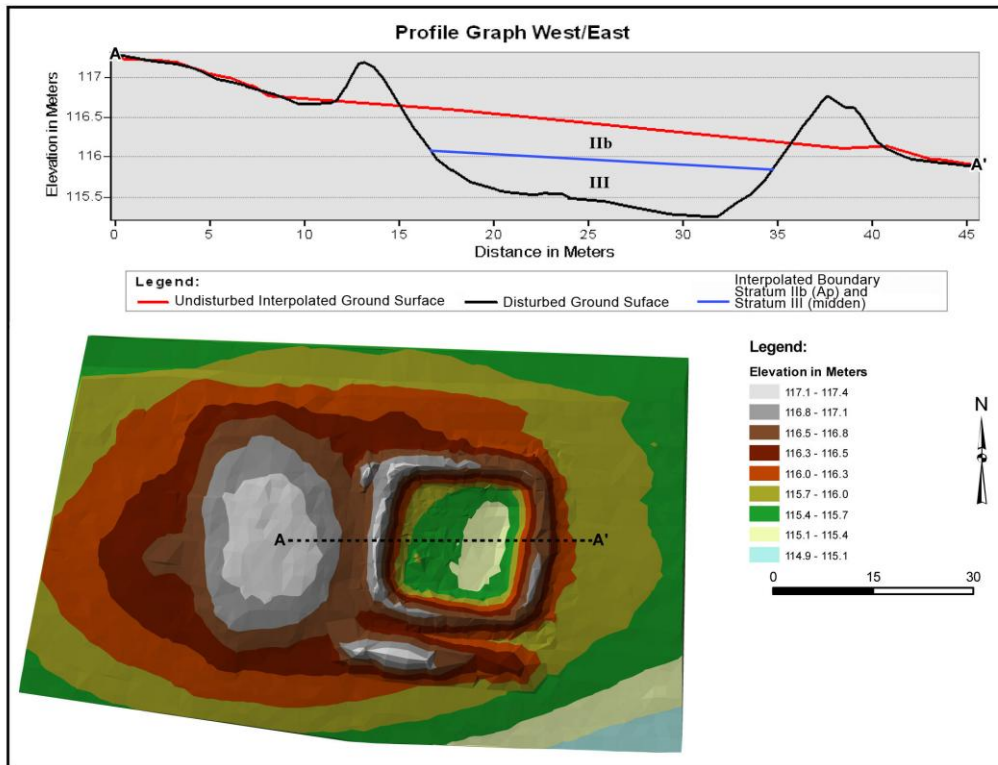 Profile Graph West/East
Elevation in Meters
117
116.5
116
115.5
A
IIb
III
A'
0 5 10 15 20 25 30 35 40 45
Distance in Meters
Legend:
Undisturbed Interpolated Ground Surface
Disturbed Ground Suface
Interpolated Boundary
Stratum IIb (Ap) and
Stratum III (midden)
A
A'
Legend:
Elevation in Meters
117.1 - 117.4
116.8 - 117.1
116.5 - 116.8
116.3 - 116.5
116.0 - 116.3
115.7 - 116.0
115.4 - 115.7
115.1 - 115.4
114.9 - 115.1
N
0 15 30